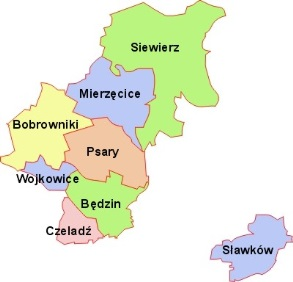 Siewierz
Mierzęcice
Bobrowniki
Psary
Wojkowice
Będzin
Czeladź
Sławków